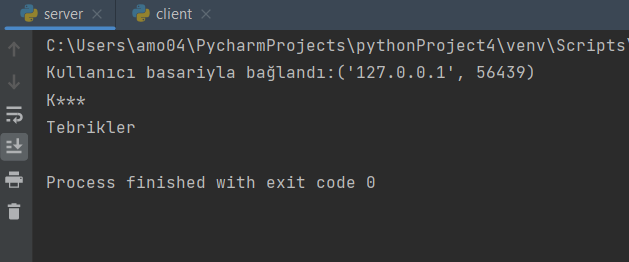 server client
C:\Users\amo04\PycharmProjects\pythonProject4\venv\Scripts\
Kullanıcı basariyla bağlandı:('127.0.0.1', 56439)
K***
Tebrikler
Process finished with exit code 0